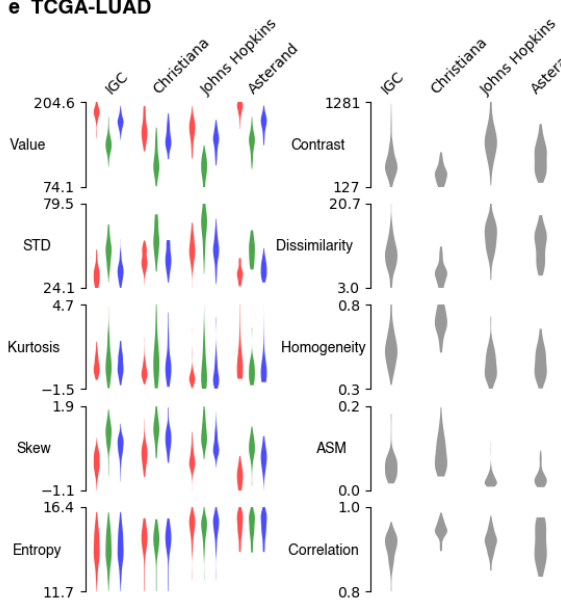 e TCGA-LUAD
IGC Christiana Johns Hopkins Asterand
IGC Christiana Johns Hopkins Astera
204.6
Value
74.1
1281
Contrast
127
79.5
STD
24.1
20.7
Dissimilarity
3.0
4.7
Kurtosis
−1.5
0.8
Homogeneity
0.3
1.9
Skew
−1.1
0.2
ASM
0.0
16.4
Entropy
11.7
1.0
Correlation
0.8